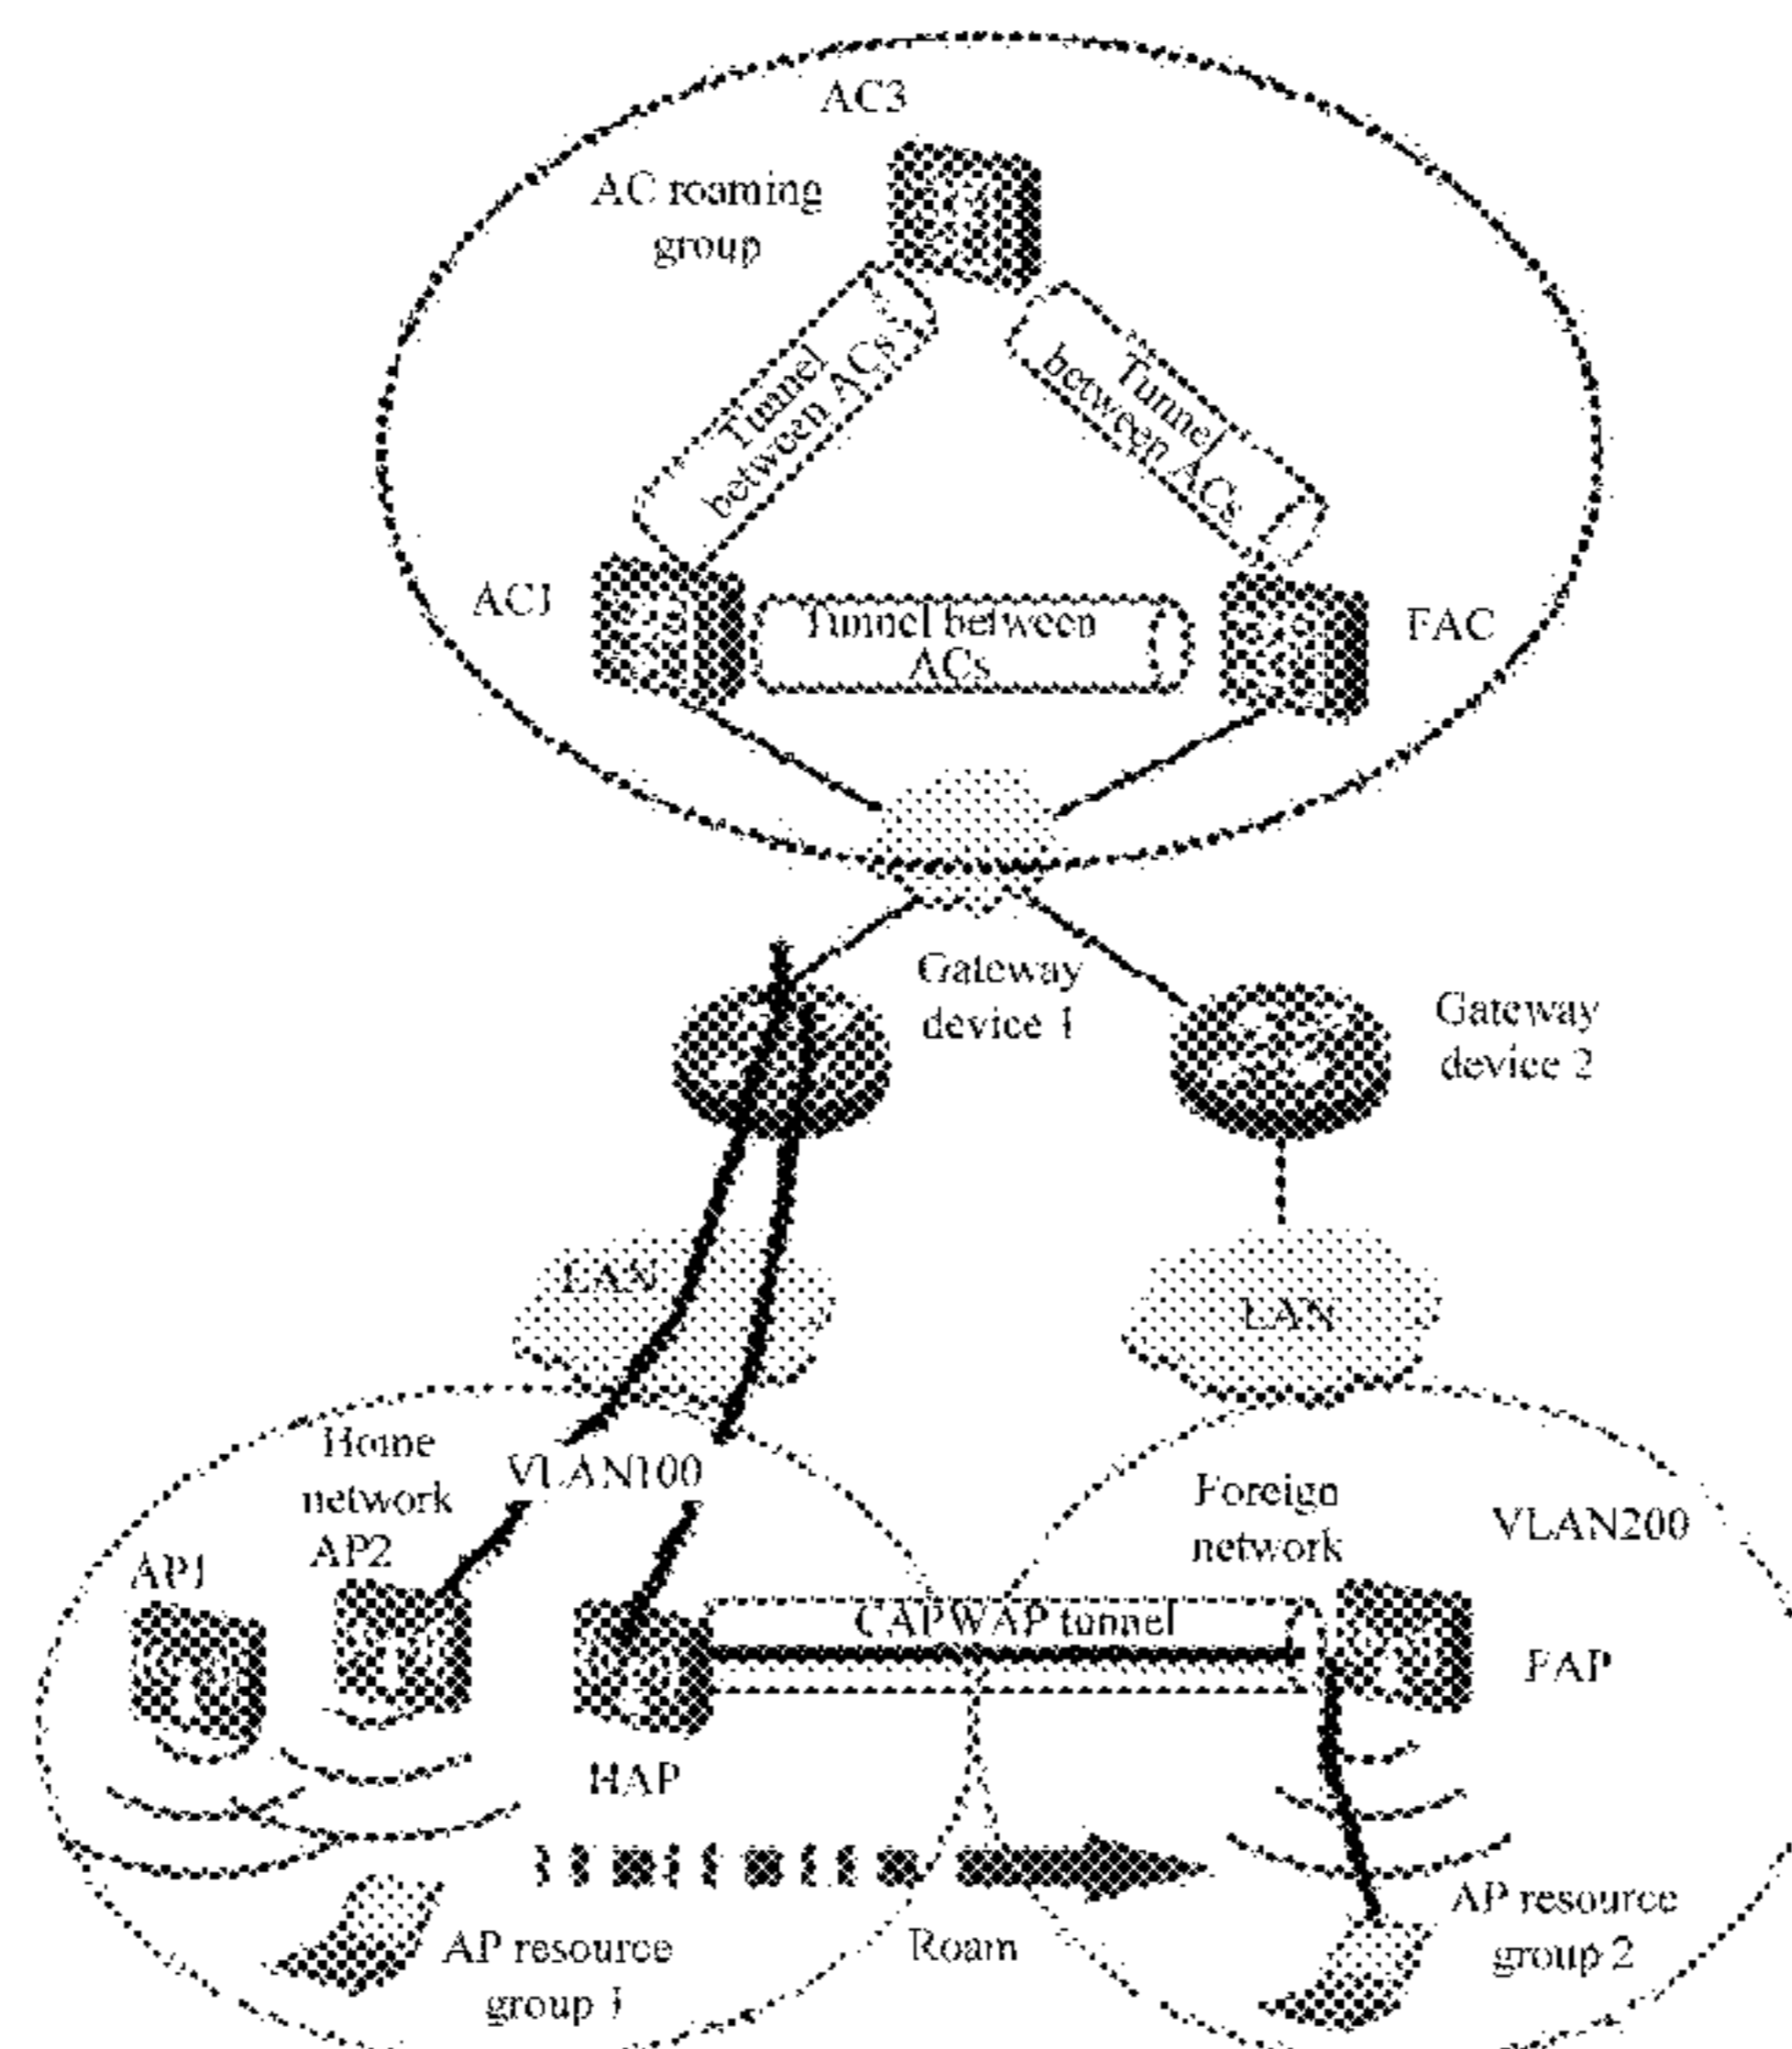 AC3
AC roaming
group
Tunnel
between ACs
Tunnel
between ACs
AC1
Tunnel between
ACs
FAC
Gateway
device 1
Gateway
device 2
LAN
LAN
Home
network
VLAN100
Foreign
network
VLAN200
AP1
AP2
CAPWAP tunnel
FAP
HAP
AP resource
group 1
Roam
AP resource
group 2